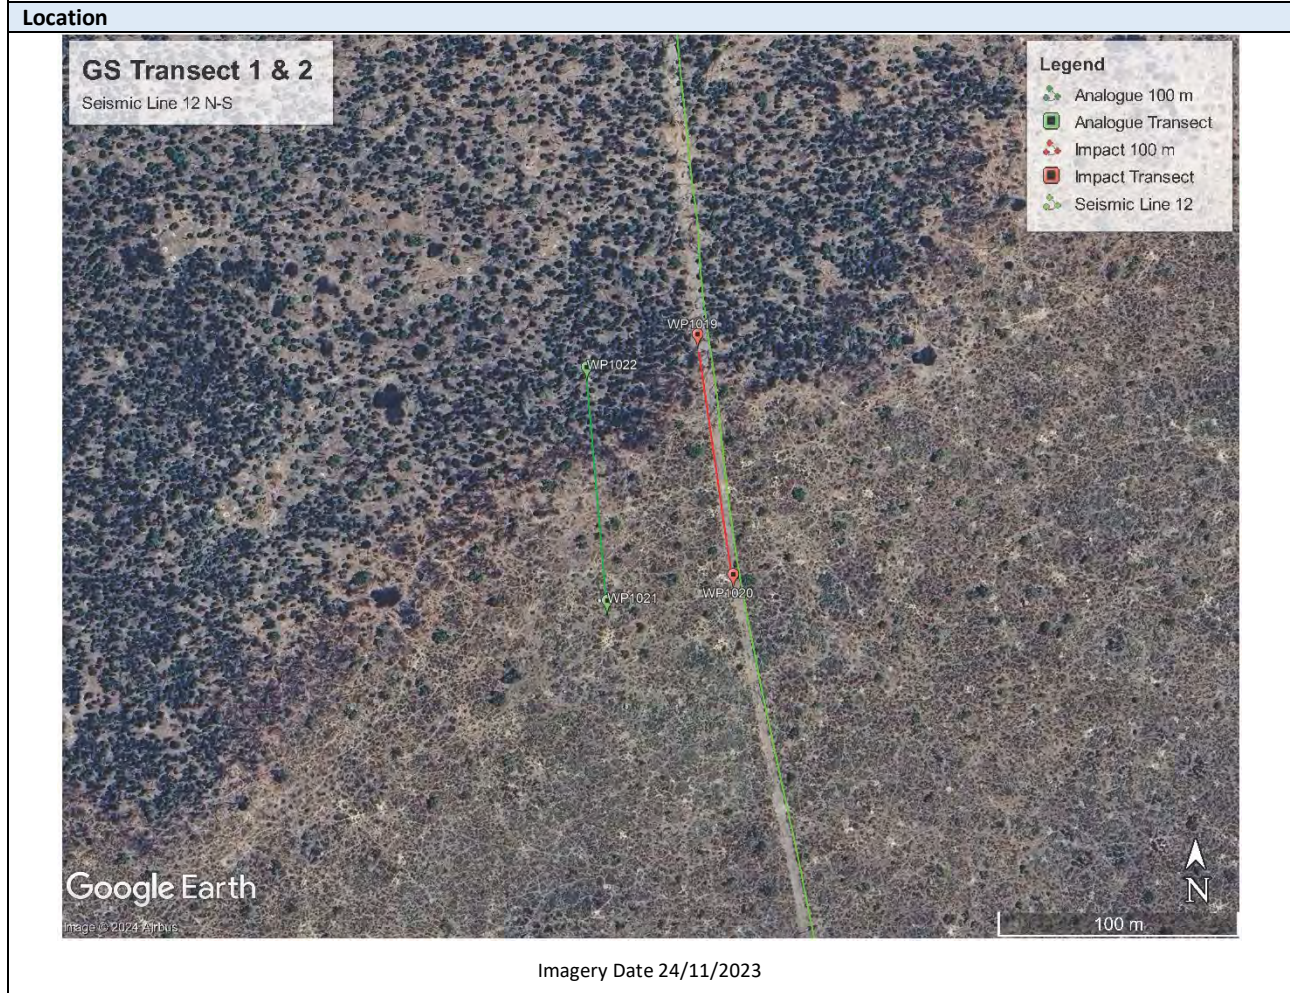 Location
GS Transect 1 & 2
Seismic Line 12 N-S
Legend
Analogue 100 m
Analogue Transect
Impact 100 m
Impact Transect
Seismic Line 12
WP1019
WP1022
WP1020
WP1021
Google Earth
Image © 2024 Airbus
N
100 m
Imagery Date 24/11/2023